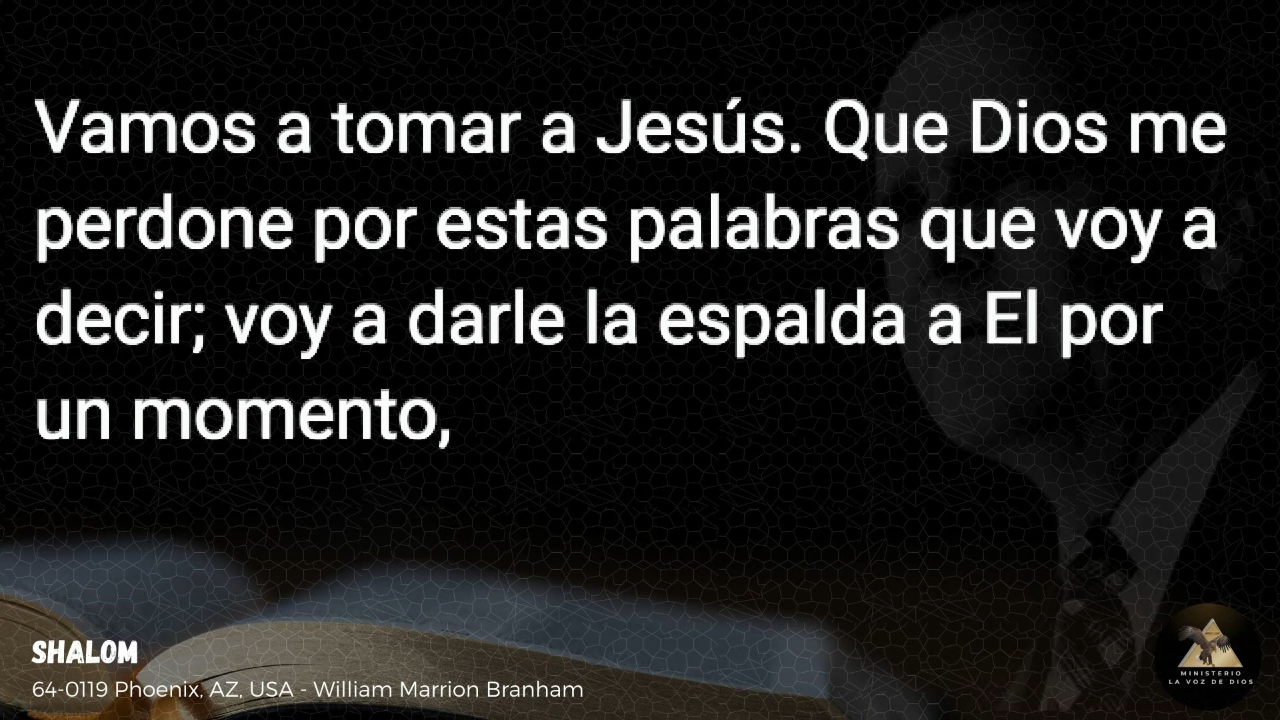 Vamos a tomar a Jesús. Que Dios me
perdone por estas palabras que voy a
decir; voy a darle la espalda a El por
un momento,
SHALOM
64-0119 Phoenix, AZ, USA - William Marrion Branham
MINISTERIO
LA VOZ DE DIOS